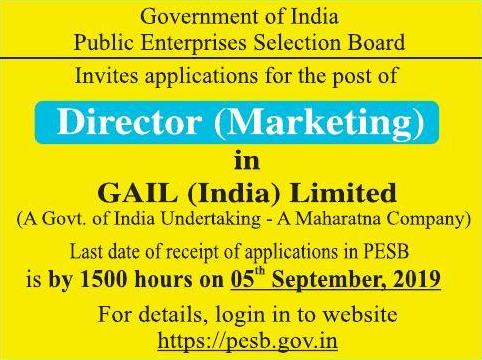 Government of India
Public Enterprises Selection Board
Invites applications for the post of
Director (Marketing)
in
GAIL (India) Limited
(A Govt. of India Undertaking - A Maharatna Company)
Last date of receipt of applications in PESB
is by 1500 hours on 05th September, 2019
For details, login in to website
https://pesb.gov.in